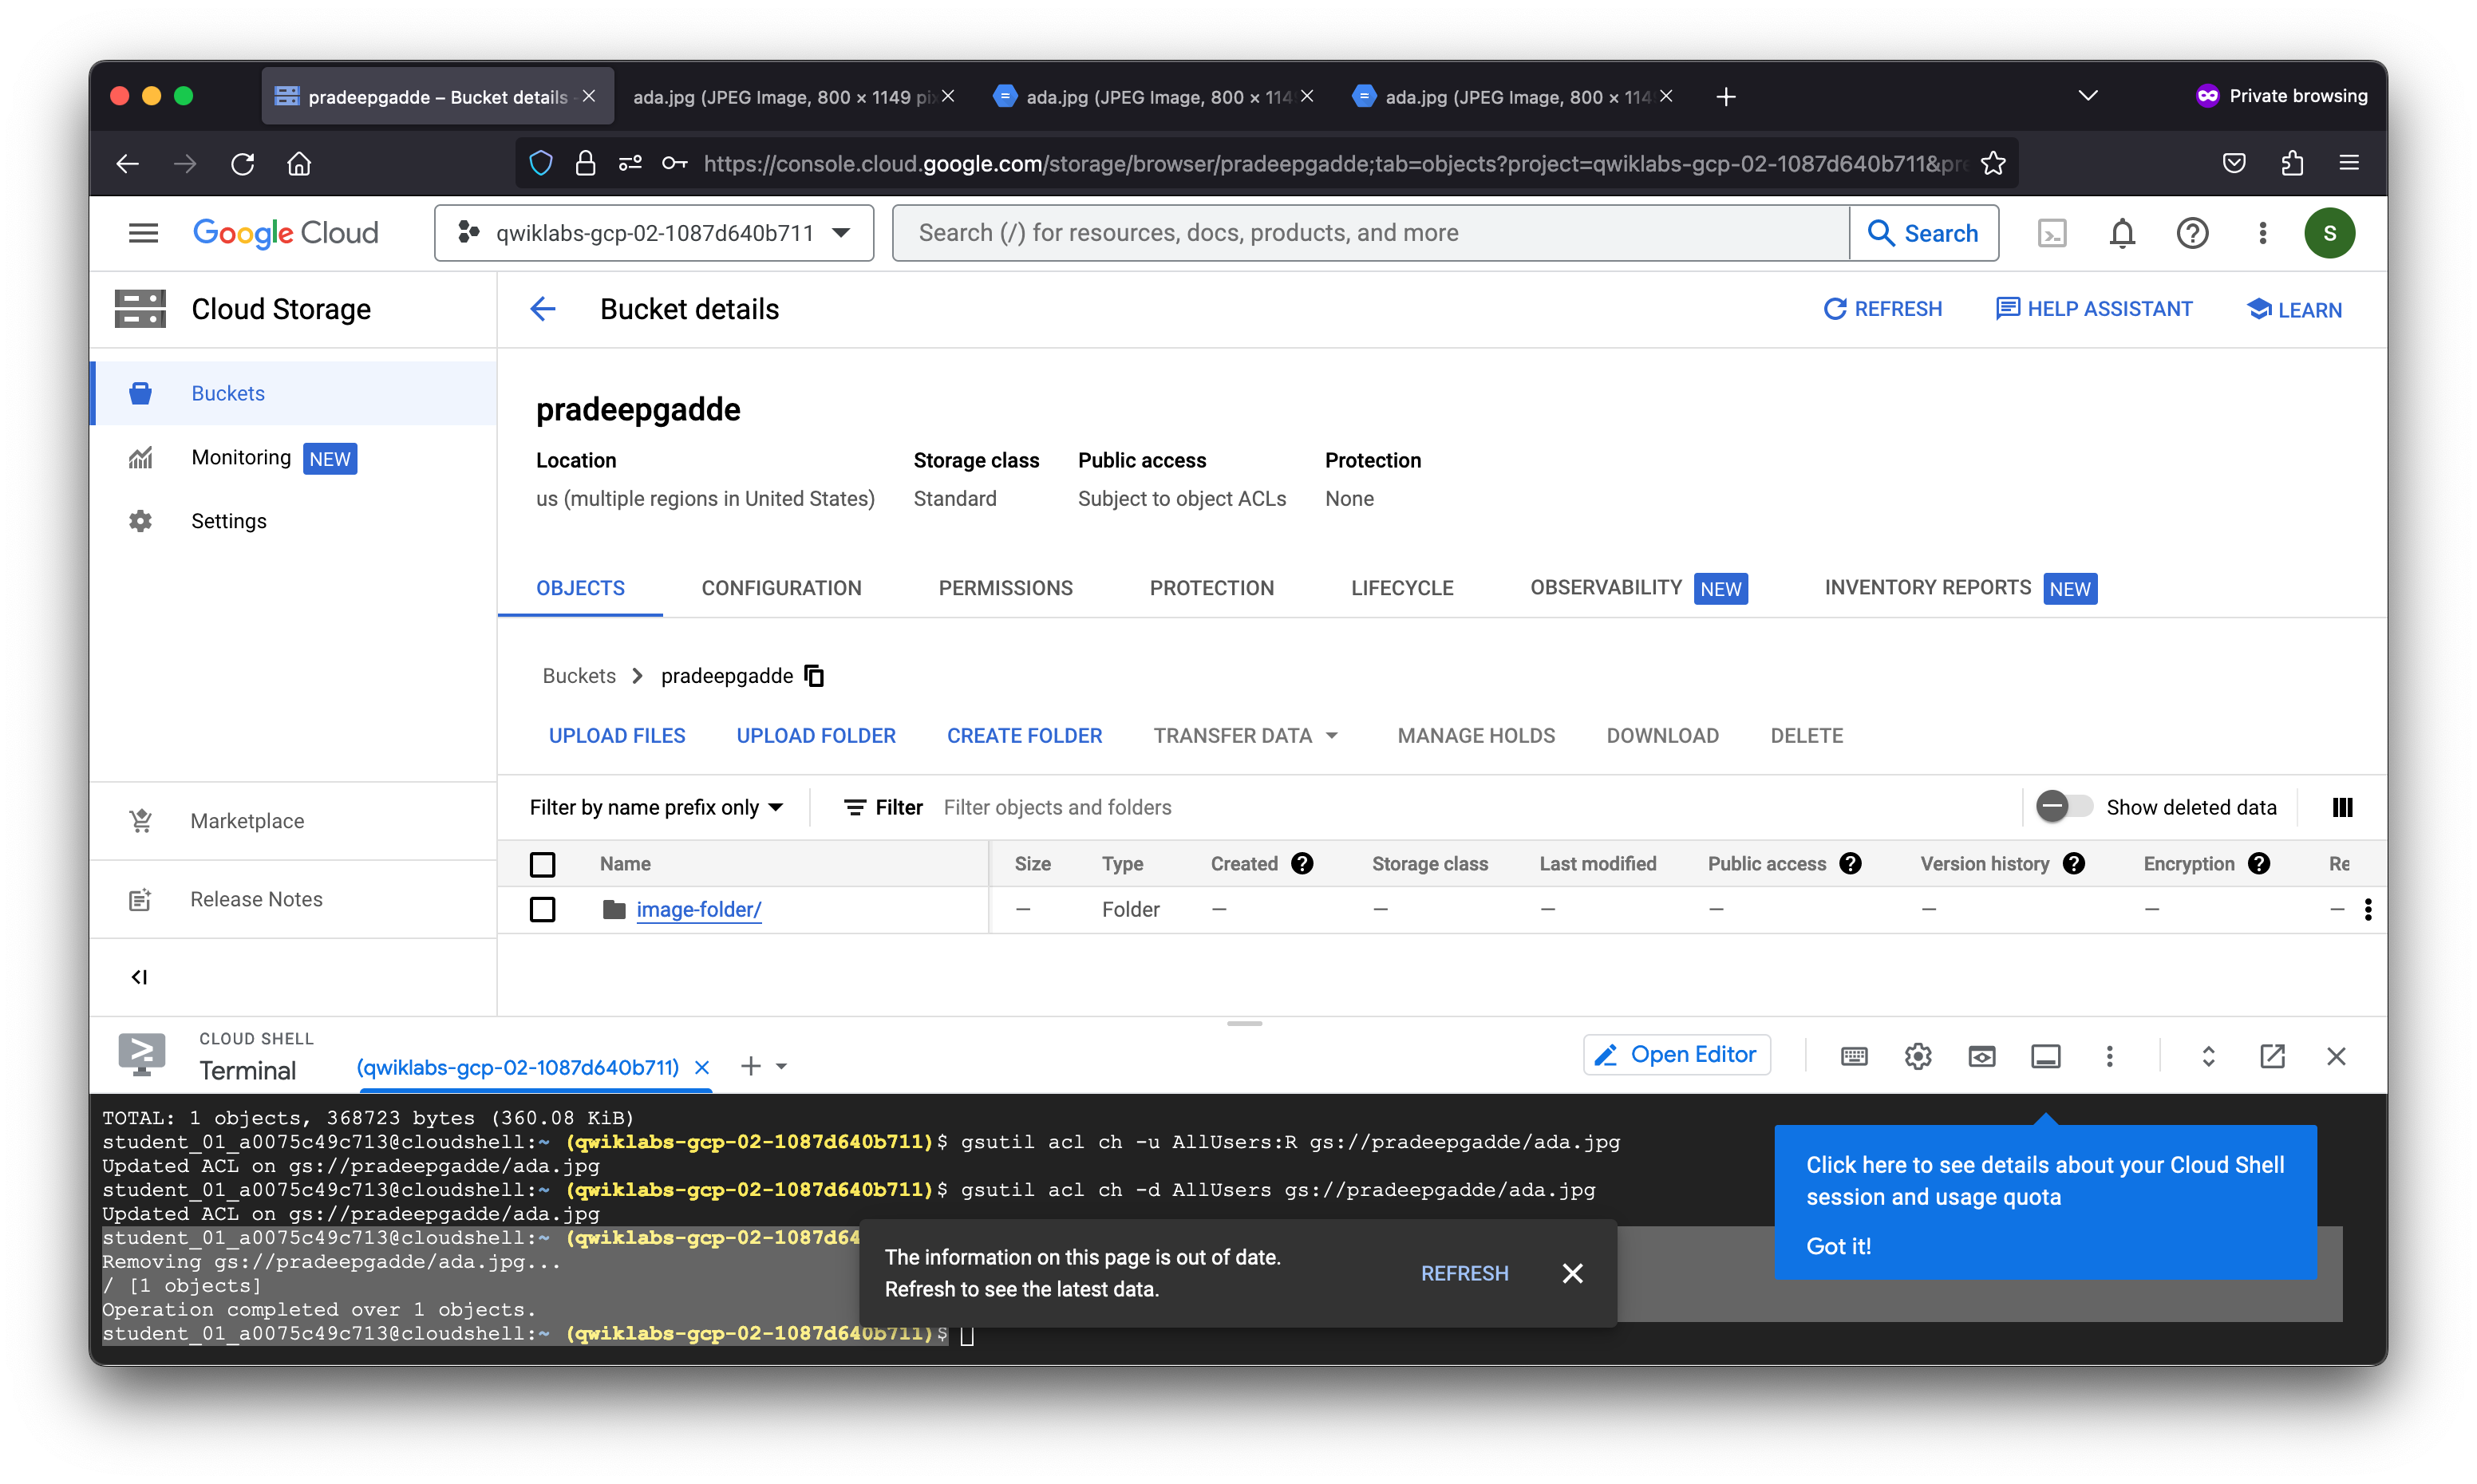 pradeepgadde – Bucket details
ada.jpg (JPEG Image, 800 × 1149 pi
ada.jpg (JPEG Image, 800 × 114
ada.jpg (JPEG Image, 800 × 114
Private browsing
https://console.cloud.google.com/storage/browser/pradeepgadde;tab=objects?project=qwiklabs-gcp-02-1087d640b711&pre
Google Cloud
qwiklabs-gcp-02-1087d640b711
Search (/) for resources, docs, products, and more
Search
S
Cloud Storage
Bucket details
REFRESH
HELP ASSISTANT
LEARN
Buckets
Monitoring NEW
Settings
Marketplace
Release Notes
pradeepgadde
Location Storage class Public access Protection
us (multiple regions in United States) Standard Subject to object ACLs None
OBJECTS CONFIGURATION PERMISSIONS PROTECTION LIFECYCLE OBSERVABILITY NEW INVENTORY REPORTS NEW
Buckets pradeepgadde
UPLOAD FILES UPLOAD FOLDER CREATE FOLDER TRANSFER DATA MANAGE HOLDS DOWNLOAD DELETE
Filter by name prefix only Filter Filter objects and folders Show deleted data
Name Size Type Created Storage class Last modified Public access Version history Encryption Re
image-folder/ — Folder — — — — — — —
CLOUD SHELL
Terminal
(qwiklabs-gcp-02-1087d640b711)
Open Editor
TOTAL: 1 objects, 368723 bytes (360.08 KiB)
student_01_a0075c49c713@cloudshell:~ (qwiklabs-gcp-02-1087d640b711)$ gsutil acl ch -u AllUsers:R gs://pradeepgadde/ada.jpg
Updated ACL on gs://pradeepgadde/ada.jpg
student_01_a0075c49c713@cloudshell:~ (qwiklabs-gcp-02-1087d640b711)$ gsutil acl ch -d AllUsers gs://pradeepgadde/ada.jpg
Updated ACL on gs://pradeepgadde/ada.jpg
student_01_a0075c49c713@cloudshell:~ (qwiklabs-gcp-02-1087d64
Removing gs://pradeepgadde/ada.jpg...
/ [1 objects]
Operation completed over 1 objects.
student_01_a0075c49c713@cloudshell:~ (qwiklabs-gcp-02-1087d640b711)$
The information on this page is out of date.
Refresh to see the latest data.
REFRESH
Click here to see details about your Cloud Shell
session and usage quota
Got it!